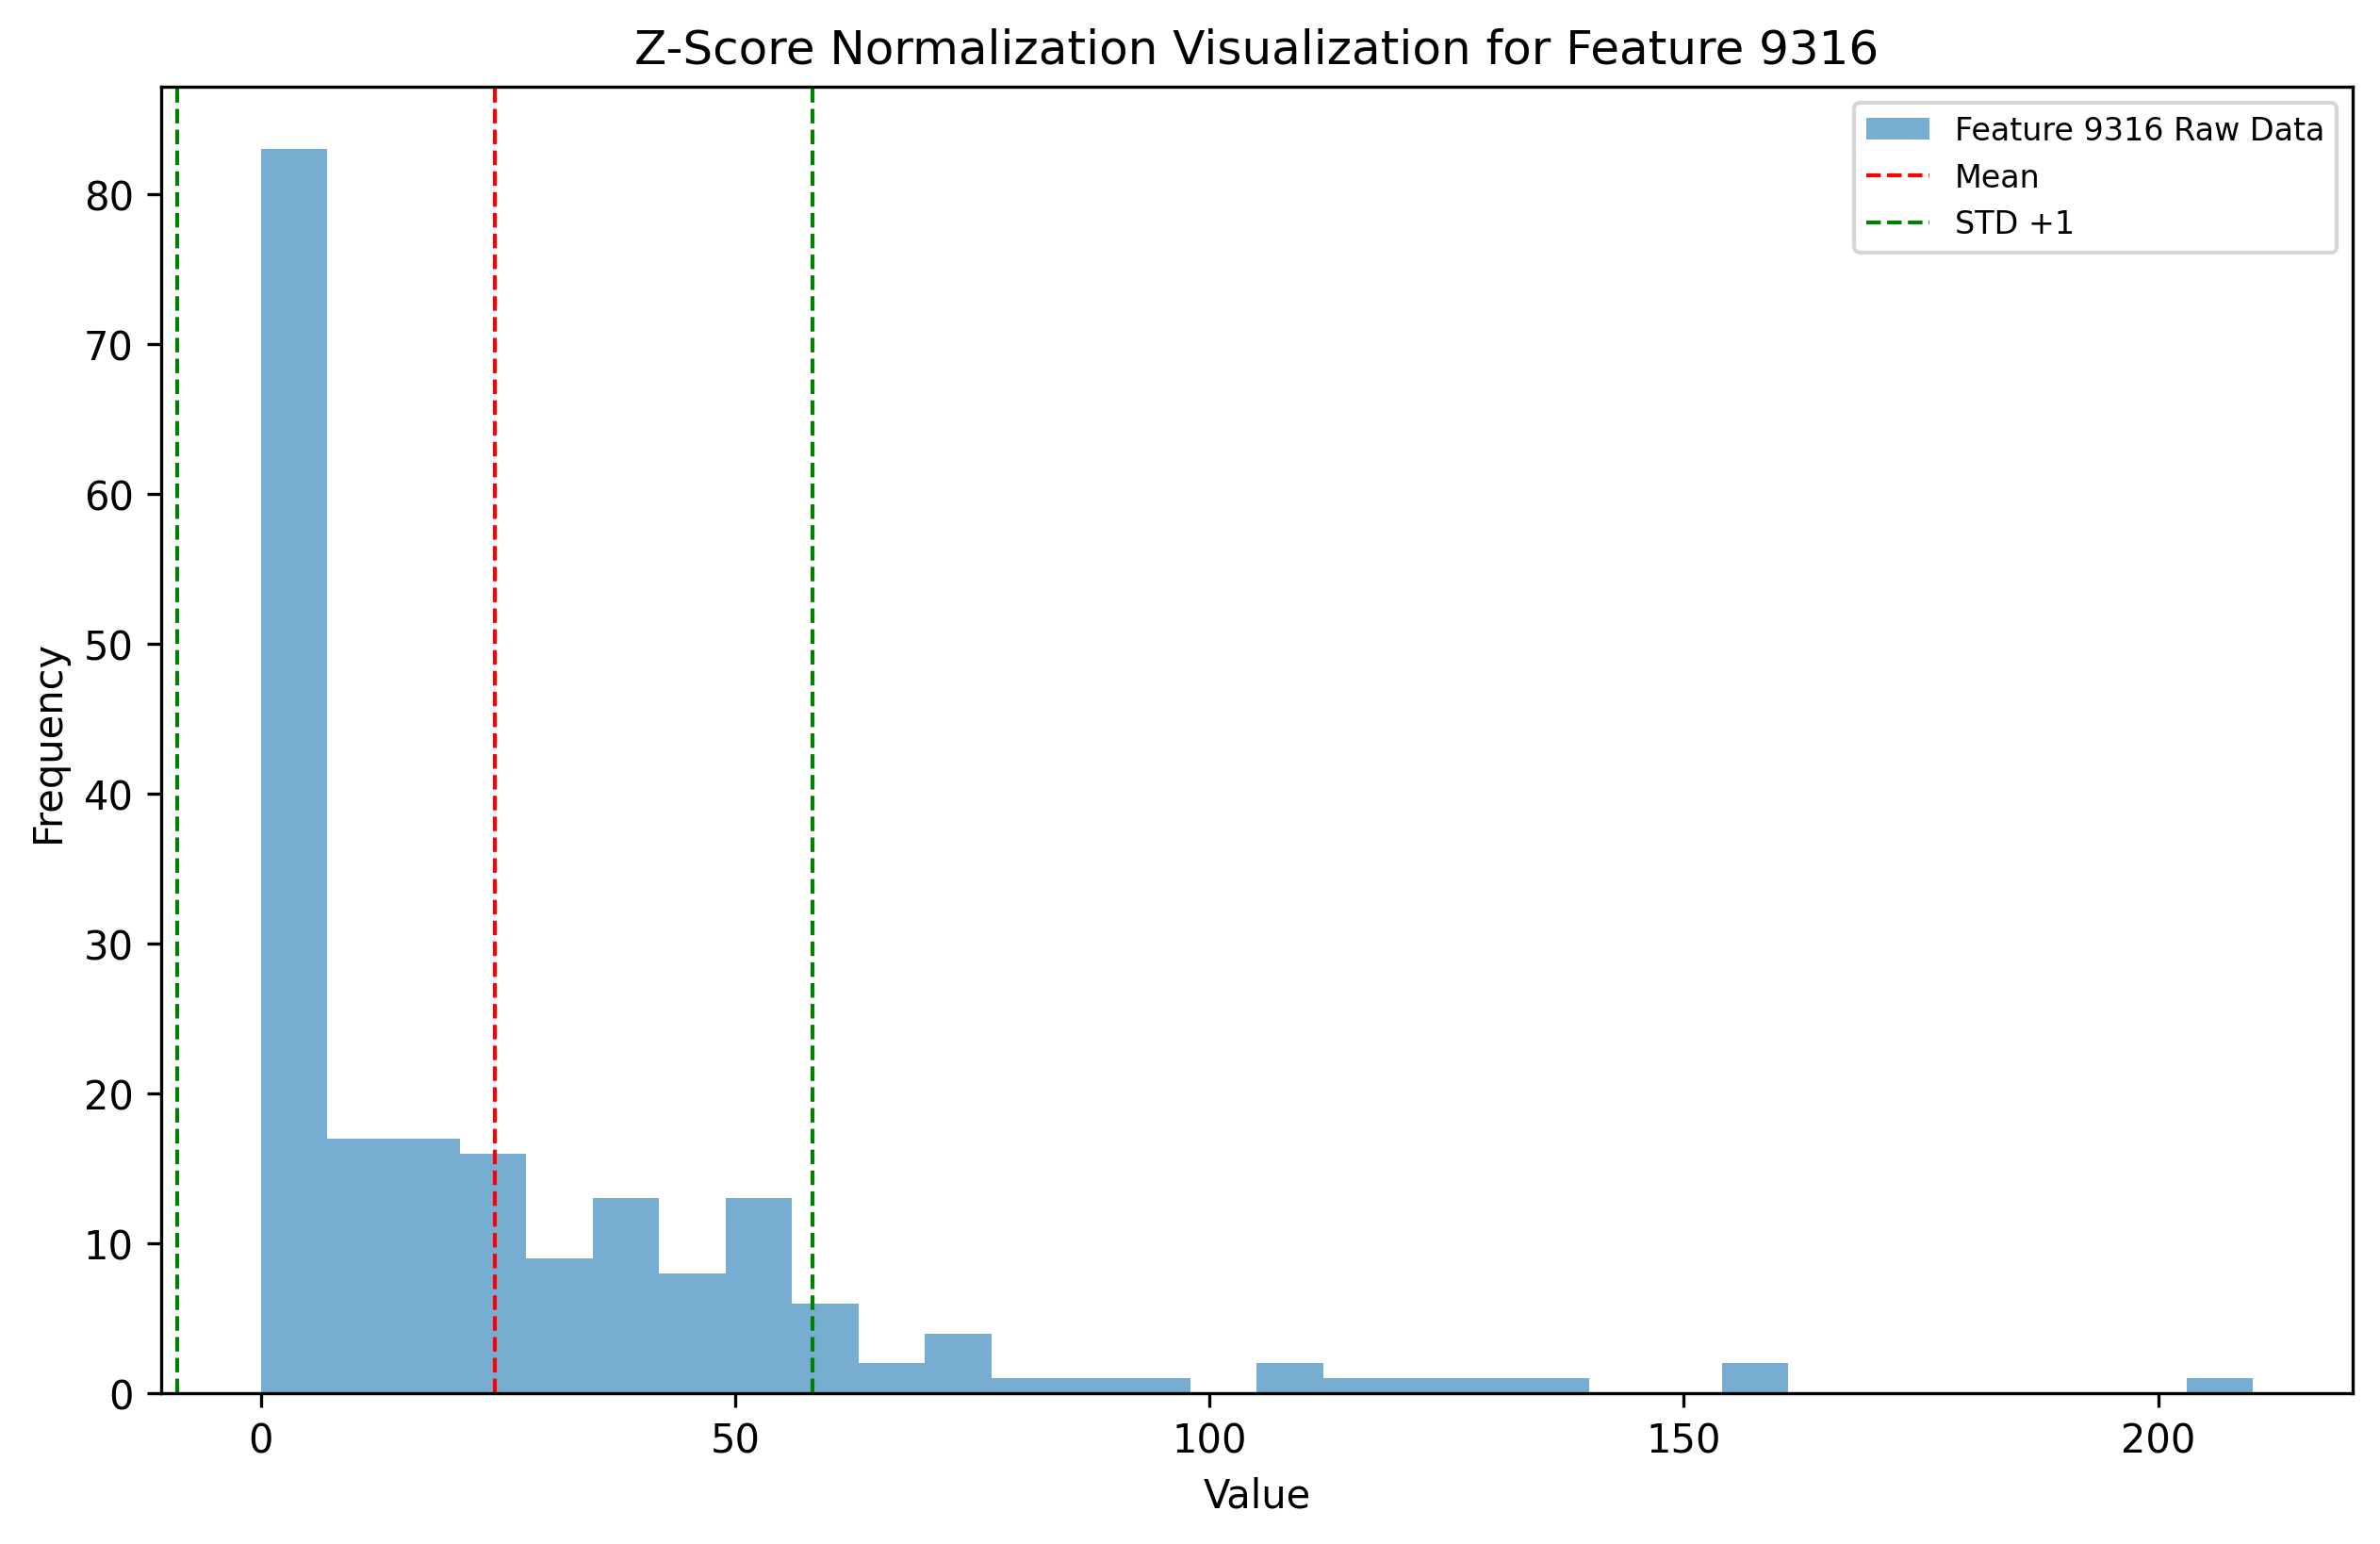 Z-Score Normalization Visualization for Feature 9316
Feature 9316 Raw Data
Mean
STD +1
80
70
60
50
40
30
20
10
0
Frequency
0 50 100 150 200
Value